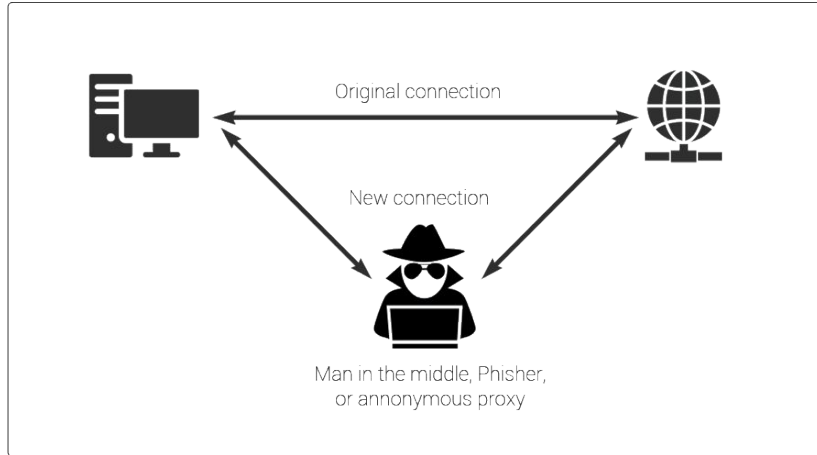 Original connection
New connection
Man in the middle, Phisher,
or annonymous proxy